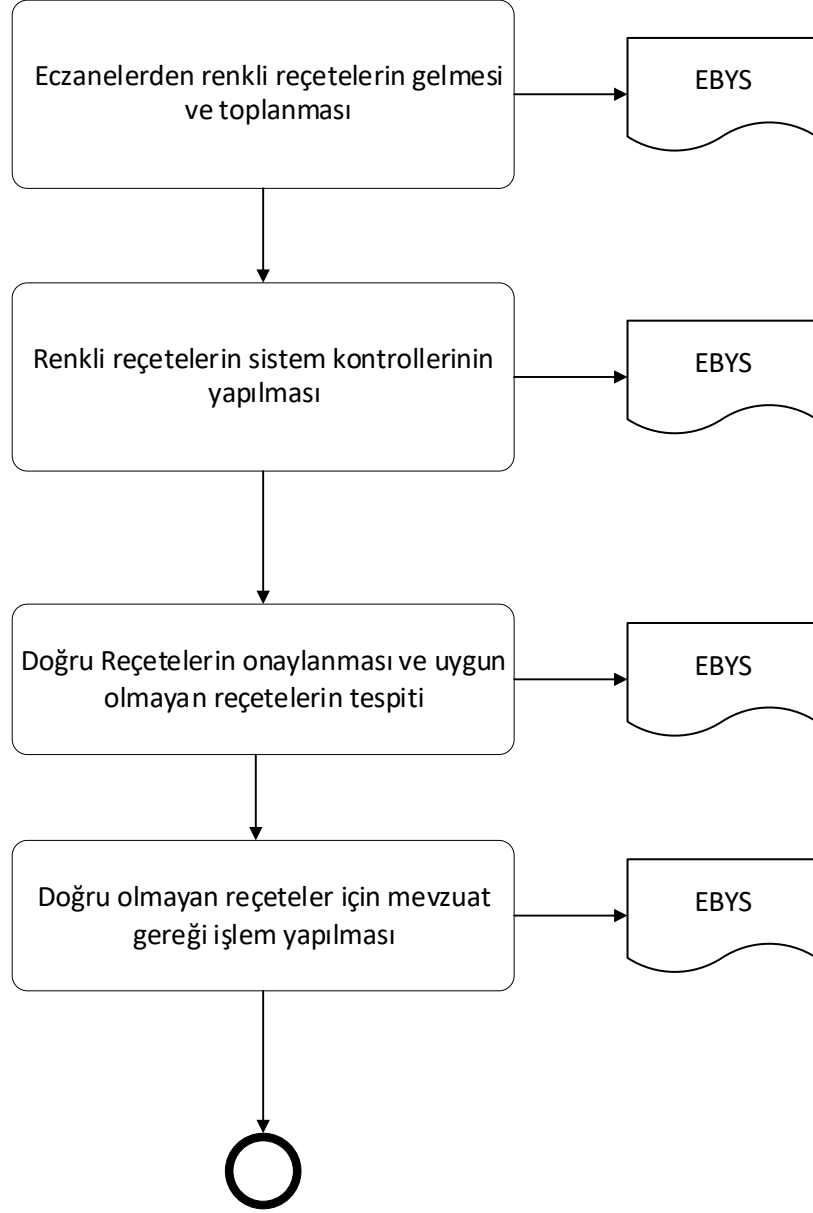 Eczanelerden renkli reçetelerin gelmesi
ve toplanması
EBYS
Renkli reçetelerin sistem kontrollerinin
yapılması
EBYS
Doğru Reçetelerin onaylanması ve uygun
olmayan reçetelerin tespiti
EBYS
Doğru olmayan reçeteler için mevzuat
gereği işlem yapılması
EBYS